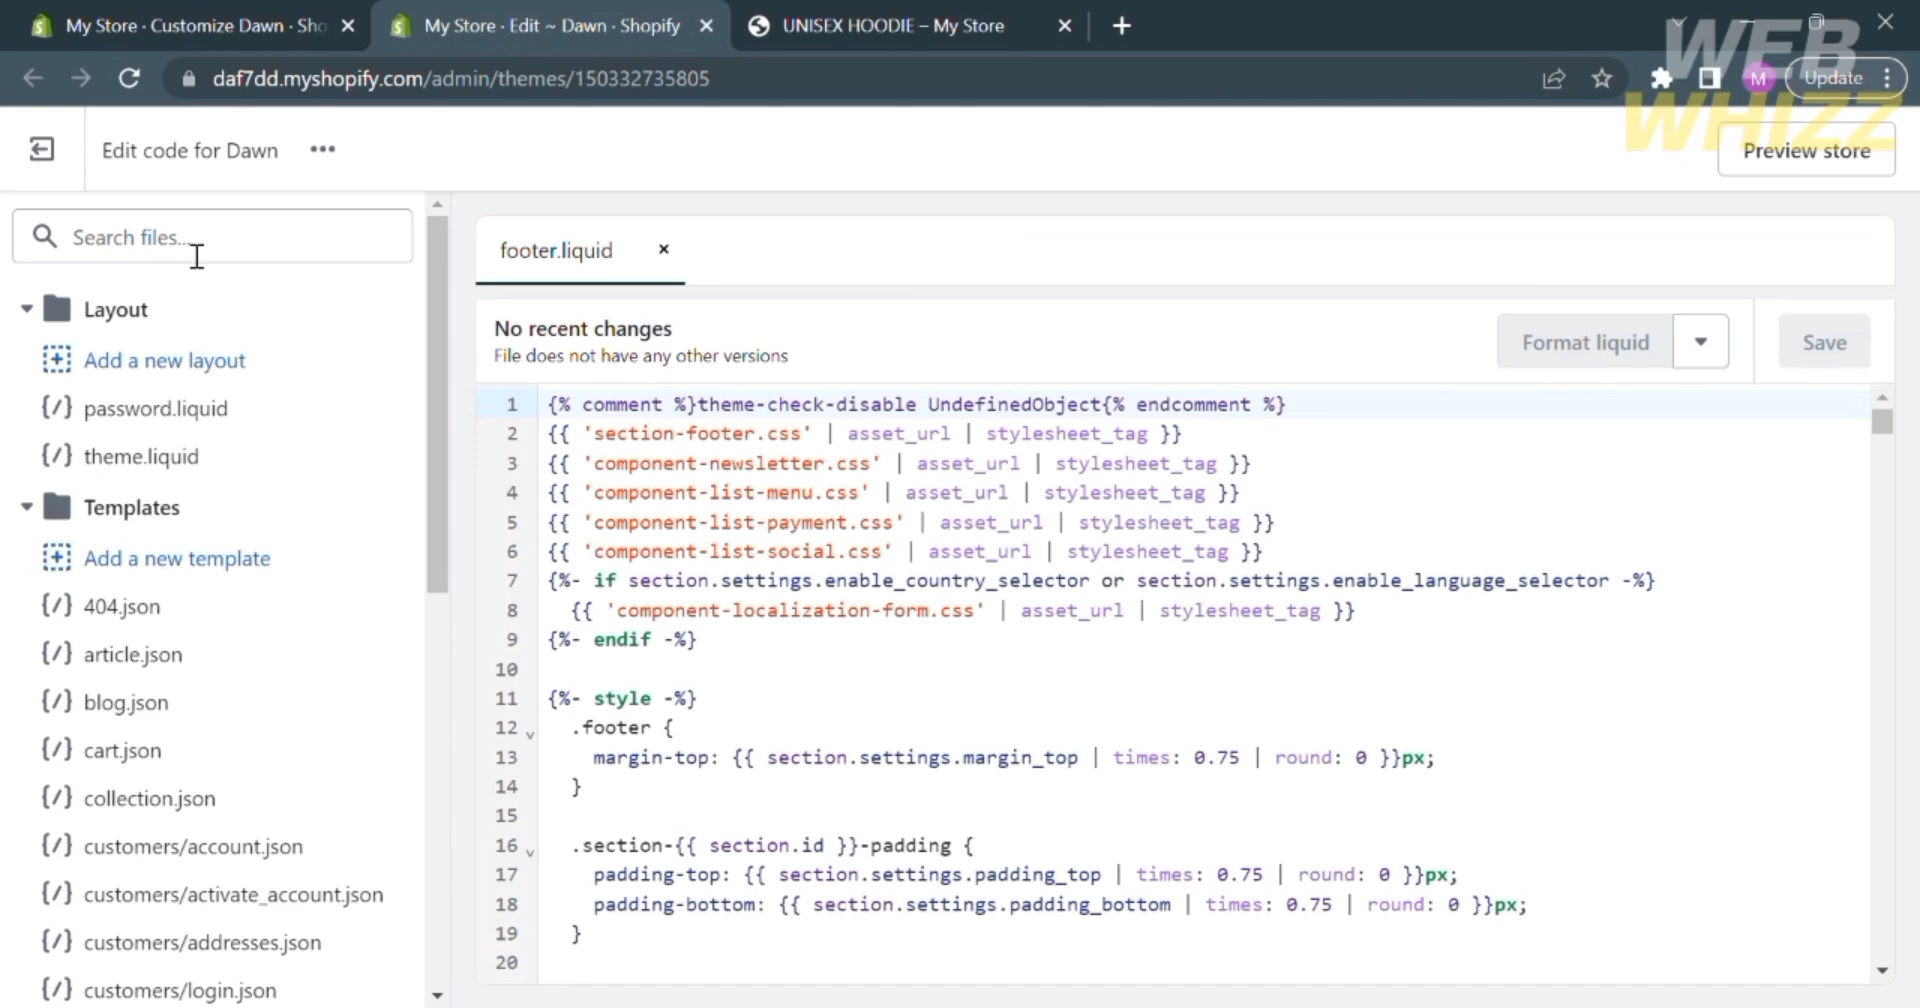 My Store · Customize Dawn · Sho
My Store · Edit ~ Dawn · Shopify
UNISEX HOODIE – My Store
daf7dd.myshopify.com/admin/themes/150332735805
M
Update
WEB
WHIZZ
Edit code for Dawn
Preview store
Search files...
Layout
Add a new layout
{/} password.liquid
{/} theme.liquid
Templates
Add a new template
{/} 404.json
{/} article.json
{/} blog.json
{/} cart.json
{/} collection.json
{/} customers/account.json
{/} customers/activate_account.json
{/} customers/addresses.json
{/} customers/login.json
footer.liquid
No recent changes
File does not have any other versions
Format liquid
Save
1 {% comment %}theme-check-disable UndefinedObject{% endcomment %}
2 {{ 'section-footer.css' | asset_url | stylesheet_tag }}
3 {{ 'component-newsletter.css' | asset_url | stylesheet_tag }}
4 {{ 'component-list-menu.css' | asset_url | stylesheet_tag }}
5 {{ 'component-list-payment.css' | asset_url | stylesheet_tag }}
6 {{ 'component-list-social.css' | asset_url | stylesheet_tag }}
7 {%- if section.settings.enable_country_selector or section.settings.enable_language_selector -%}
8 {{ 'component-localization-form.css' | asset_url | stylesheet_tag }}
9 {%- endif -%}
10
11 {%- style -%}
12 .footer {
13 margin-top: {{ section.settings.margin_top | times: 0.75 | round: 0 }}px;
14 }
15
16 .section-{{ section.id }}-padding {
17 padding-top: {{ section.settings.padding_top | times: 0.75 | round: 0 }}px;
18 padding-bottom: {{ section.settings.padding_bottom | times: 0.75 | round: 0 }}px;
19 }
20